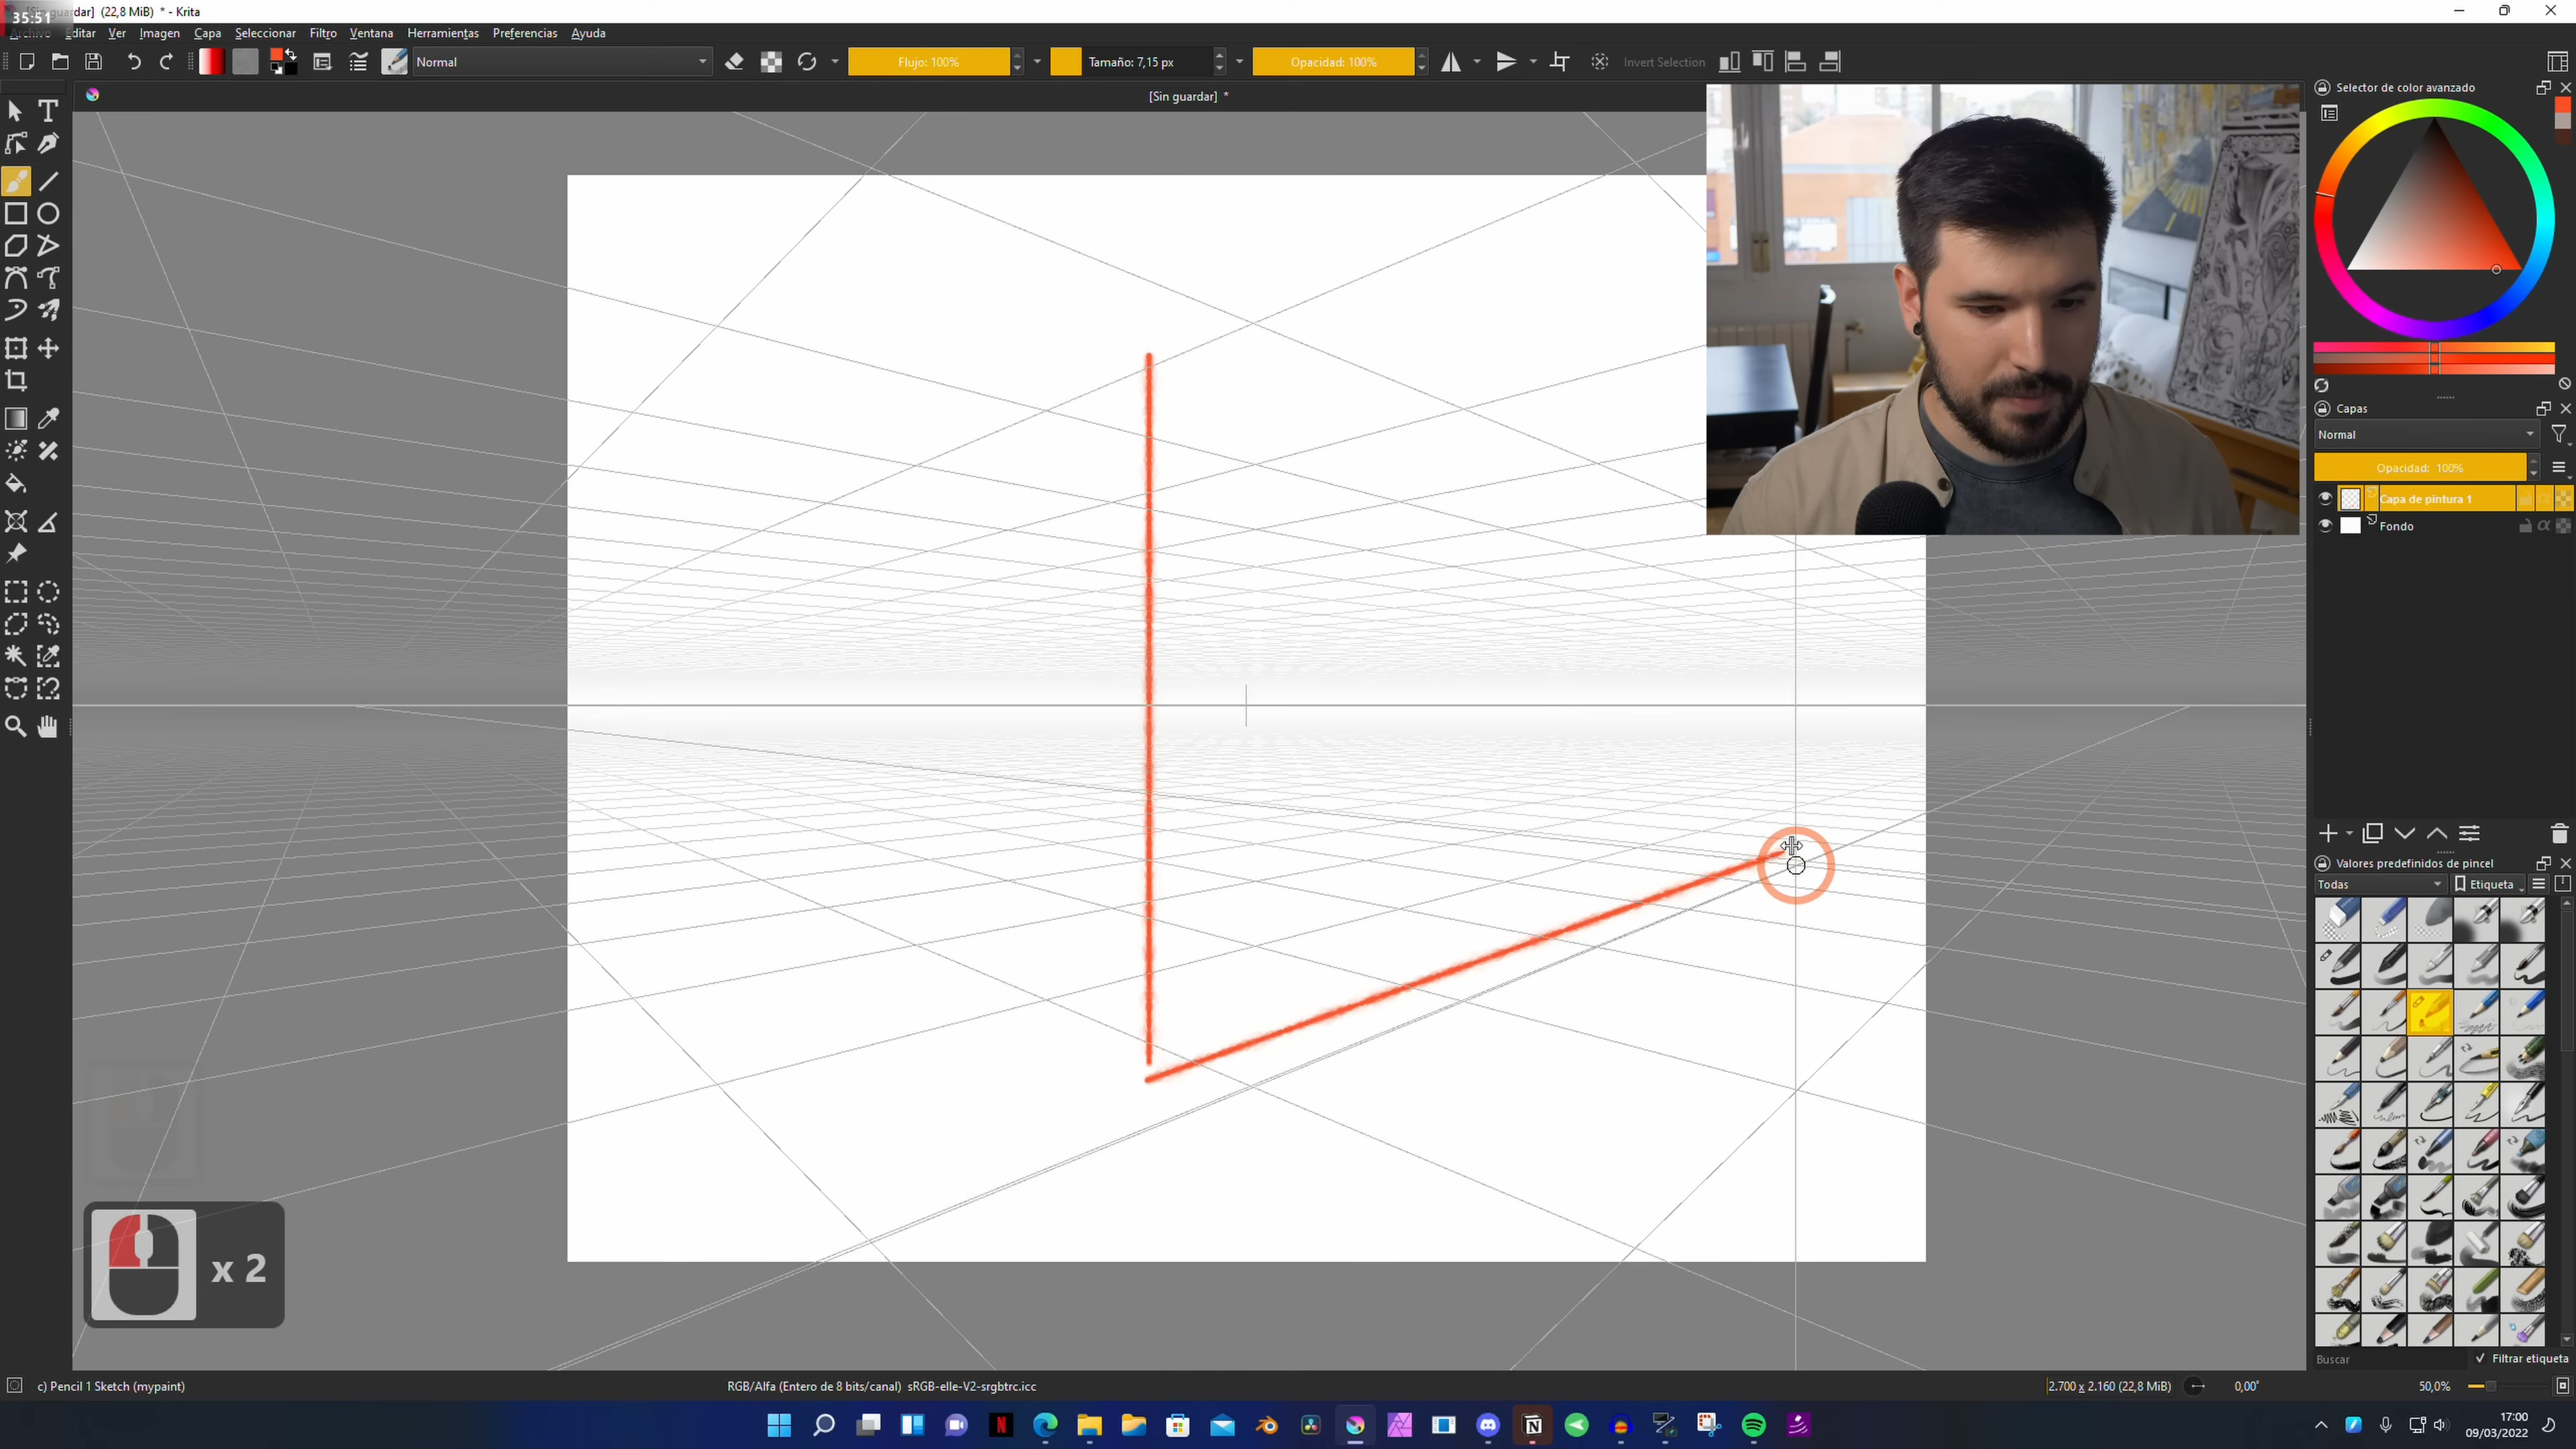 35:51
guardar] (22,8 MiB) * - Krita
Archivo Editar Ver Imagen Capa Seleccionar Filtro Ventana Herramientas Preferencias Ayuda
Normal Flujo: 100% Tamaño: 7,15 px Opacidad: 100% Invert Selection
[Sin guardar] *
Selector de color avanzado
Capas
Normal
Opacidad: 100%
Capa de pintura 1
Fondo
Valores predefinidos de pincel
Todas Etiqueta
x 2
Buscar Filtrar etiqueta
c) Pencil 1 Sketch (mypaint) RGB/Alfa (Entero de 8 bits/canal) sRGB-elle-V2-srgbtrc.icc 2.700 x 2.160 (22,8 MiB) 0,00° 50,0%
17:00
09/03/2022